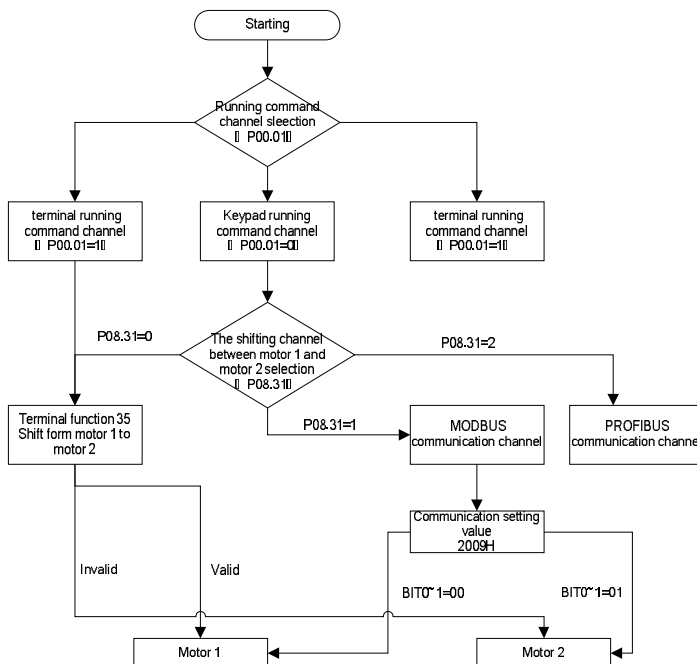 Starting
Running command
channel sleection
( P00.01)
terminal running
command channel
( P00.01=1)
Keypad running
command channel
( P00.01=0)
terminal running
command channel
( P00.01=1)
P08.31=0
The shifting channel
between motor 1 and
motor 2 selection
( P08.31)
P08.31=2
P08.31=1
Terminal function 35
Shift form motor 1 to
motor 2
MODBUS
communication channel
PROFIBUS
communication channel
Communication setting
value
2009H
Invalid
Valid
BIT0~1=00
BIT0~1=01
Motor 1
Motor 2